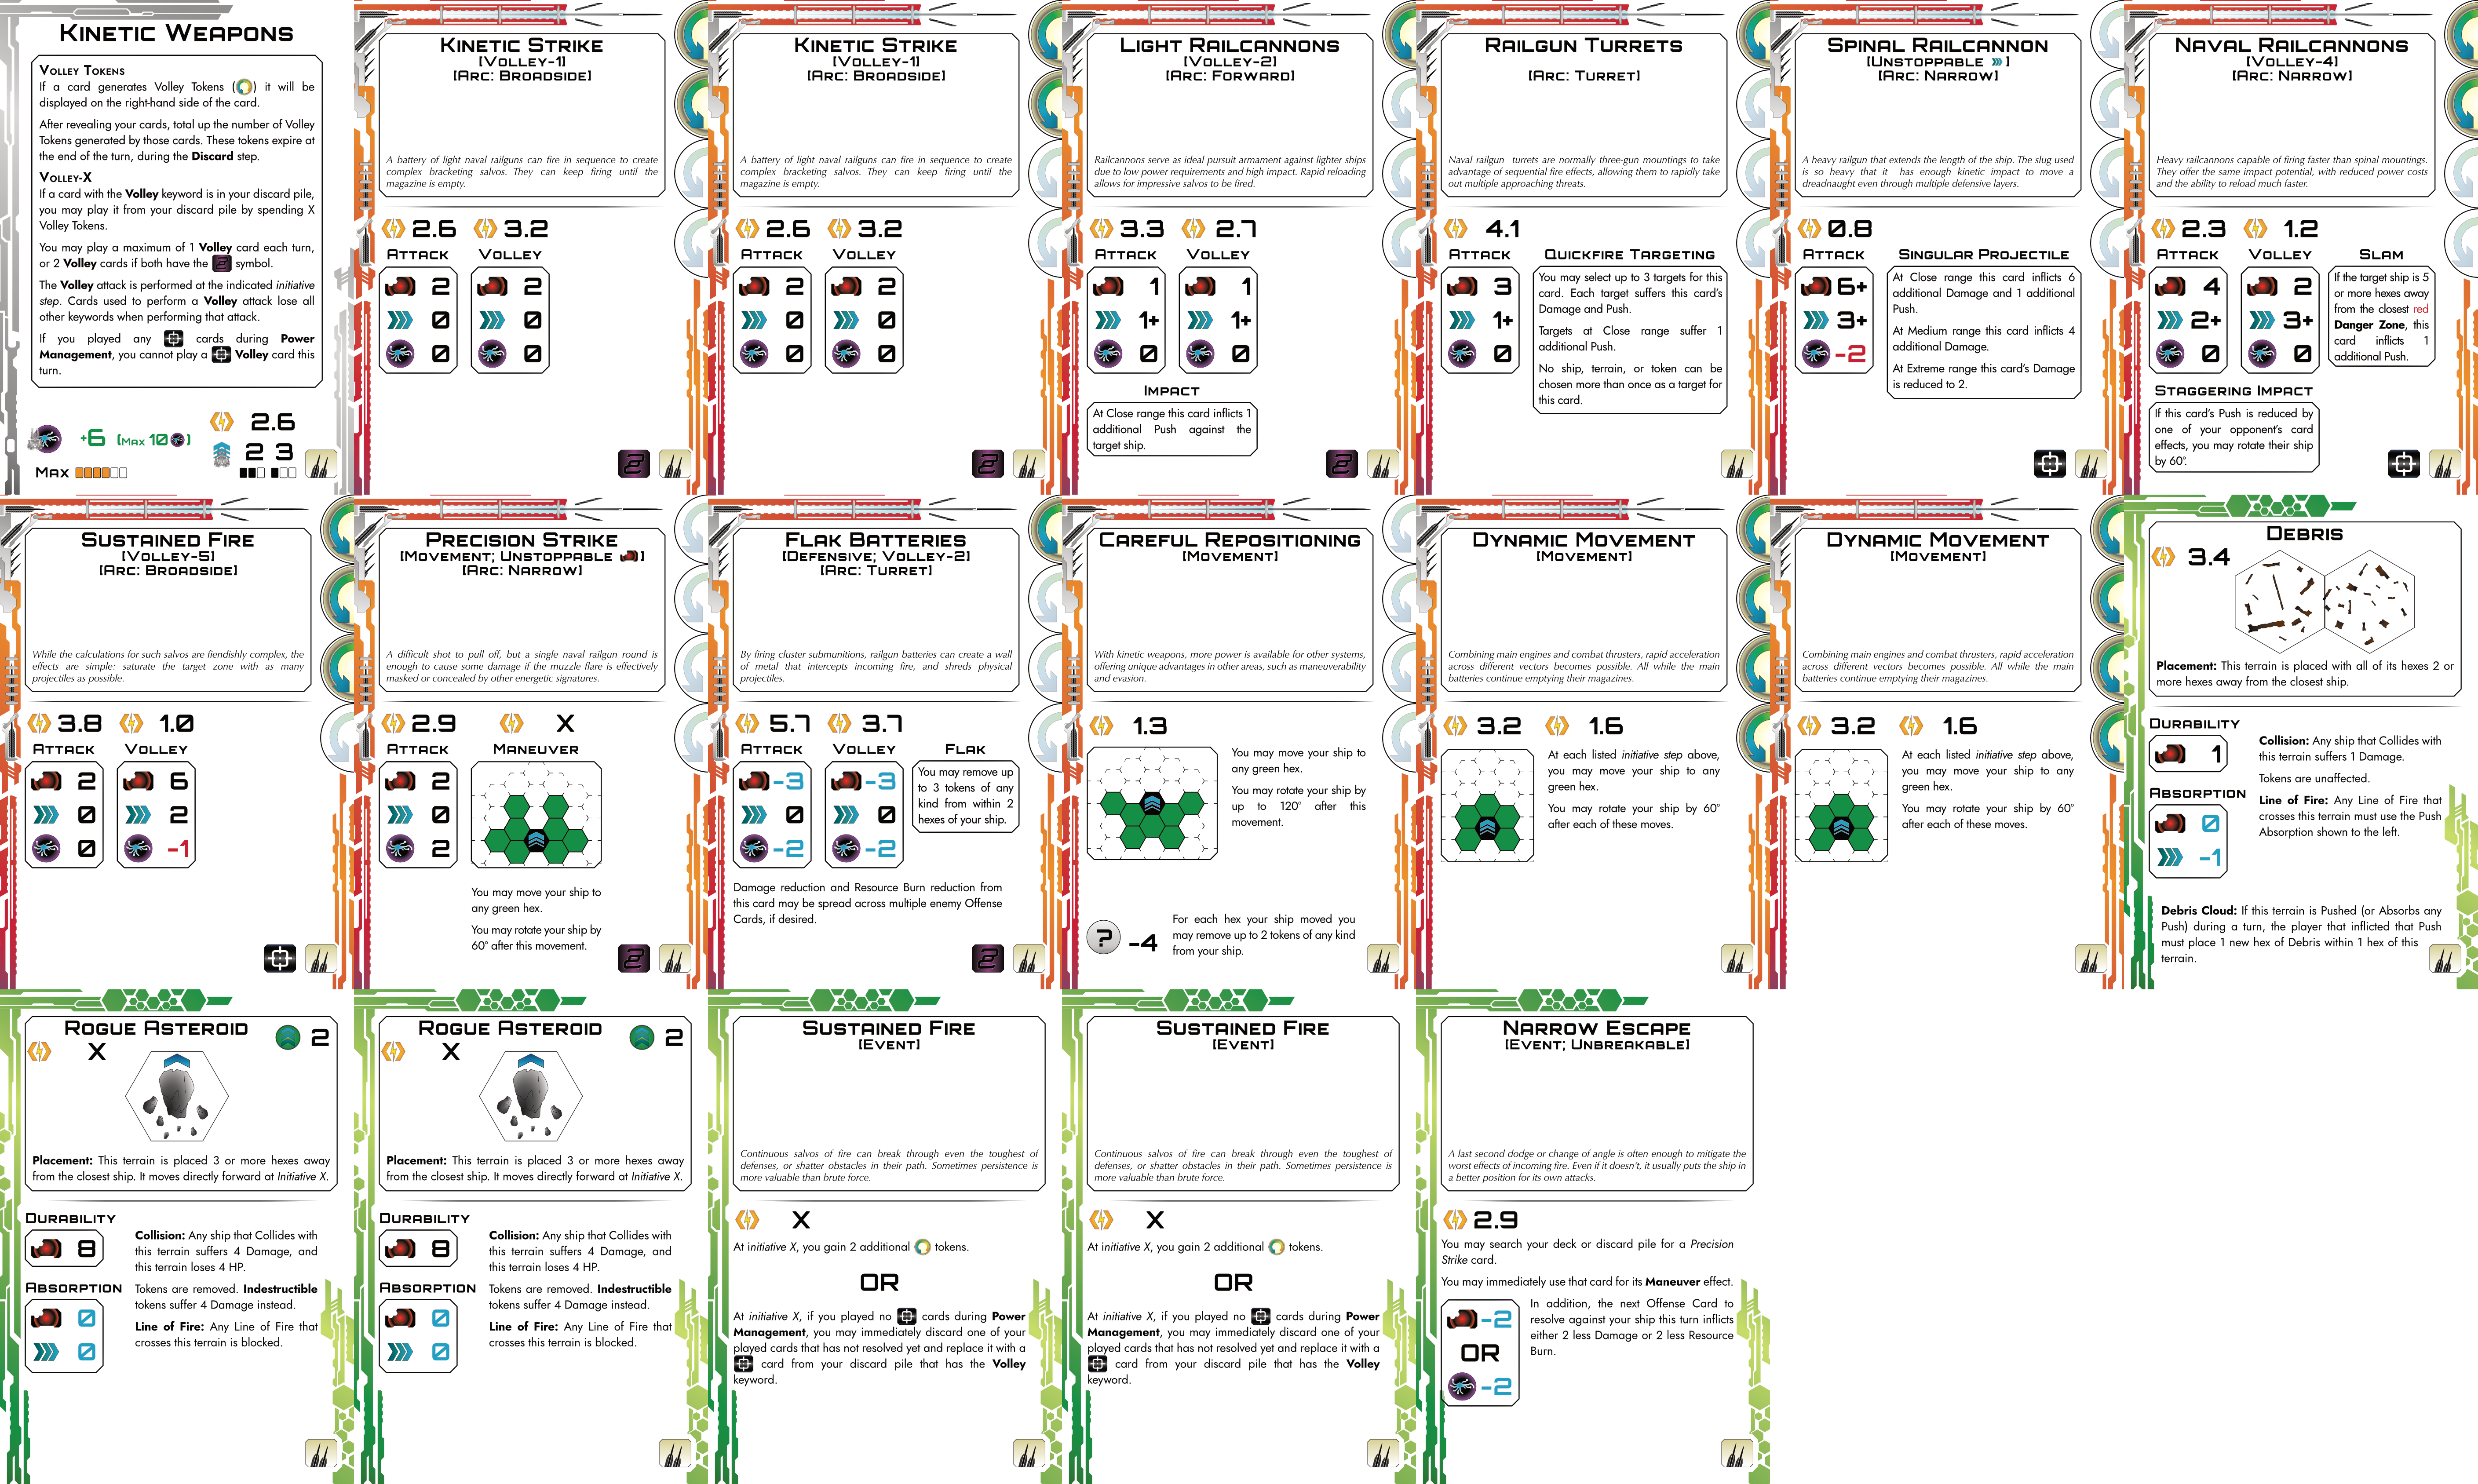 KINETIC WEAPONS
VOLLEY TOKENS
If a card generates Volley Tokens ( ) it will be
displayed on the right-hand side of the card.
After revealing your cards, total up the number of Volley
Tokens generated by those cards. These tokens expire at
the end of the turn, during the Discard step.
VOLLEY-X
If a card with the Volley keyword is in your discard pile,
you may play it from your discard pile by spending X
Volley Tokens.
You may play a maximum of 1 Volley card each turn,
or 2 Volley cards if both have the 2 symbol.
The Volley attack is performed at the indicated initiative
step. Cards used to perform a Volley attack lose all
other keywords when performing that attack.
If you played any cards during Power
Management, you cannot play a Volley card this
turn.
+6 (MAX 10 )
2.6
2 3
MAX
KINETIC STRIKE
[VOLLEY-1]
[ARC: BROADSIDE]
A battery of light naval railguns can fire in sequence to create
complex bracketing salvos. They can keep firing until the
magazine is empty.
2.6 3.2
ATTACK VOLLEY
2 2
0 0
0 0
2
KINETIC STRIKE
[VOLLEY-1]
[ARC: BROADSIDE]
A battery of light naval railguns can fire in sequence to create
complex bracketing salvos. They can keep firing until the
magazine is empty.
2.6 3.2
ATTACK VOLLEY
2 2
0 0
0 0
2
LIGHT RAILCANNONS
[VOLLEY-2]
[ARC: FORWARD]
Railcannons serve as ideal pursuit armament against lighter ships
due to low power requirements and high impact. Rapid reloading
allows for impressive salvos to be fired.
3.3 2.7
ATTACK VOLLEY
1 1
1+ 1+
0 0
IMPACT
At Close range this card inflicts 1
additional Push against the
target ship.
2
RAILGUN TURRETS
[ARC: TURRET]
Naval railgun turrets are normally three-gun mountings to take
advantage of sequential fire effects, allowing them to rapidly take
out multiple approaching threats.
4.1
ATTACK
3
1+
0
QUICKFIRE TARGETING
You may select up to 3 targets for this
card. Each target suffers this card's
Damage and Push.
Targets at Close range suffer 1
additional Push.
No ship, terrain, or token can be
chosen more than once as a target for
this card.
SPINAL RAILCANNON
[UNSTOPPABLE ]
[ARC: NARROW]
A heavy railgun that extends the length of the ship. The slug used
is so heavy that it has enough kinetic impact to move a
dreadnaught even through multiple defensive layers.
0.8
ATTACK
6+
3+
-2
SINGULAR PROJECTILE
At Close range this card inflicts 6
additional Damage and 1 additional
Push.
At Medium range this card inflicts 4
additional Damage.
At Extreme range this card's Damage
is reduced to 2.
NAVAL RAILCANNONS
[VOLLEY-4]
[ARC: NARROW]
Heavy railcannons capable of firing faster than spinal mountings.
They offer the same impact potential, with reduced power costs
and the ability to reload much faster.
2.3 1.2
ATTACK VOLLEY
4 2
2+ 3+
0 0
SLAM
If the target ship is 5
or more hexes away
from the closest red
Danger Zone, this
card inflicts 1
additional Push.
STAGGERING IMPACT
If this card's Push is reduced by
one of your opponent's card
effects, you may rotate their ship
by 60°.
SUSTAINED FIRE
[VOLLEY-5]
[ARC: BROADSIDE]
While the calculations for such salvos are fiendishly complex, the
effects are simple: saturate the target zone with as many
projectiles as possible.
3.8 1.0
ATTACK VOLLEY
2 6
0 2
0 -1
PRECISION STRIKE
[MOVEMENT; UNSTOPPABLE ]
[ARC: NARROW]
A difficult shot to pull off, but a single naval railgun round is
enough to cause some damage if the muzzle flare is effectively
masked or concealed by other energetic signatures.
2.9 X
ATTACK MANEUVER
2
0
2
You may move your ship to
any green hex.
You may rotate your ship by
60° after this movement.
2
FLAK BATTERIES
[DEFENSIVE; VOLLEY-2]
[ARC: TURRET]
By firing cluster submunitions, railgun batteries can create a wall
of metal that intercepts incoming fire, and shreds physical
projectiles.
5.7 3.7
ATTACK VOLLEY
-3 -3
0 0
-2 -2
FLAK
You may remove up
to 3 tokens of any
kind from within 2
hexes of your ship.
Damage reduction and Resource Burn reduction from
this card may be spread across multiple enemy Offense
Cards, if desired.
2
CAREFUL REPOSITIONING
[MOVEMENT]
With kinetic weapons, more power is available for other systems,
offering unique advantages in other areas, such as maneuverability
and evasion.
1.3
You may move your ship to
any green hex.
You may rotate your ship by
up to 120° after this
movement.
? -4
For each hex your ship moved you
may remove up to 2 tokens of any kind
from your ship.
DYNAMIC MOVEMENT
[MOVEMENT]
Combining main engines and combat thrusters, rapid acceleration
across different vectors becomes possible. All while the main
batteries continue emptying their magazines.
3.2 1.6
At each listed initiative step above,
you may move your ship to any
green hex.
You may rotate your ship by 60°
after each of these moves.
DYNAMIC MOVEMENT
[MOVEMENT]
Combining main engines and combat thrusters, rapid acceleration
across different vectors becomes possible. All while the main
batteries continue emptying their magazines.
3.2 1.6
At each listed initiative step above,
you may move your ship to any
green hex.
You may rotate your ship by 60°
after each of these moves.
DEBRIS
3.4
Placement: This terrain is placed with all of its hexes 2 or
more hexes away from the closest ship.
DURABILITY
1
ABSORPTION
0
-1
Collision: Any ship that Collides with
this terrain suffers 1 Damage.
Tokens are unaffected.
Line of Fire: Any Line of Fire that
crosses this terrain must use the Push
Absorption shown to the left.
Debris Cloud: If this terrain is Pushed (or Absorbs any
Push) during a turn, the player that inflicted that Push
must place 1 new hex of Debris within 1 hex of this
terrain.
ROGUE ASTEROID
X 2
Placement: This terrain is placed 3 or more hexes away
from the closest ship. It moves directly forward at Initiative X.
DURABILITY
8
ABSORPTION
0
0
Collision: Any ship that Collides with
this terrain suffers 4 Damage, and
this terrain loses 4 HP.
Tokens are removed. Indestructible
tokens suffer 4 Damage instead.
Line of Fire: Any Line of Fire that
crosses this terrain is blocked.
ROGUE ASTEROID
X 2
Placement: This terrain is placed 3 or more hexes away
from the closest ship. It moves directly forward at Initiative X.
DURABILITY
8
ABSORPTION
0
0
Collision: Any ship that Collides with
this terrain suffers 4 Damage, and
this terrain loses 4 HP.
Tokens are removed. Indestructible
tokens suffer 4 Damage instead.
Line of Fire: Any Line of Fire that
crosses this terrain is blocked.
SUSTAINED FIRE
[EVENT]
Continuous salvos of fire can break through even the toughest of
defenses, or shatter obstacles in their path. Sometimes persistence is
more valuable than brute force.
X
At initiative X, you gain 2 additional tokens.
OR
At initiative X, if you played no cards during Power
Management, you may immediately discard one of your
played cards that has not resolved yet and replace it with a
card from your discard pile that has the Volley
keyword.
SUSTAINED FIRE
[EVENT]
Continuous salvos of fire can break through even the toughest of
defenses, or shatter obstacles in their path. Sometimes persistence is
more valuable than brute force.
X
At initiative X, you gain 2 additional tokens.
OR
At initiative X, if you played no cards during Power
Management, you may immediately discard one of your
played cards that has not resolved yet and replace it with a
card from your discard pile that has the Volley
keyword.
NARROW ESCAPE
[EVENT; UNBREAKABLE]
A last second dodge or change of angle is often enough to mitigate the
worst effects of incoming fire. Even if it doesn't, it usually puts the ship in
a better position for its own attacks.
2.9
You may search your deck or discard pile for a Precision
Strike card.
You may immediately use that card for its Maneuver effect.
-2
OR
-2
In addition, the next Offense Card to
resolve against your ship this turn inflicts
either 2 less Damage or 2 less Resource
Burn.